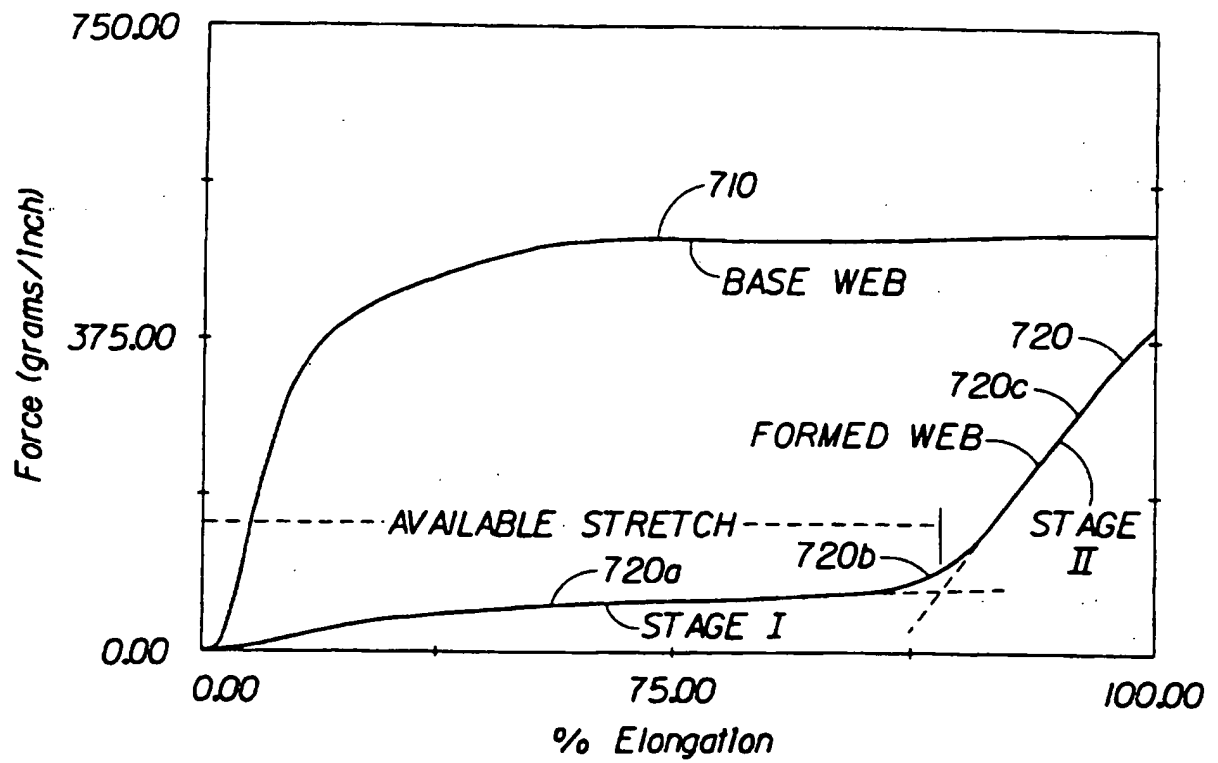 750.00
710
BASE WEB
Force (grams/inch)
375.00
720
720c
FORMED WEB
AVAILABLE STRETCH
STAGE
II
720b
720a
STAGE I
0.00
0.00
75.00
100.00
% Elongation